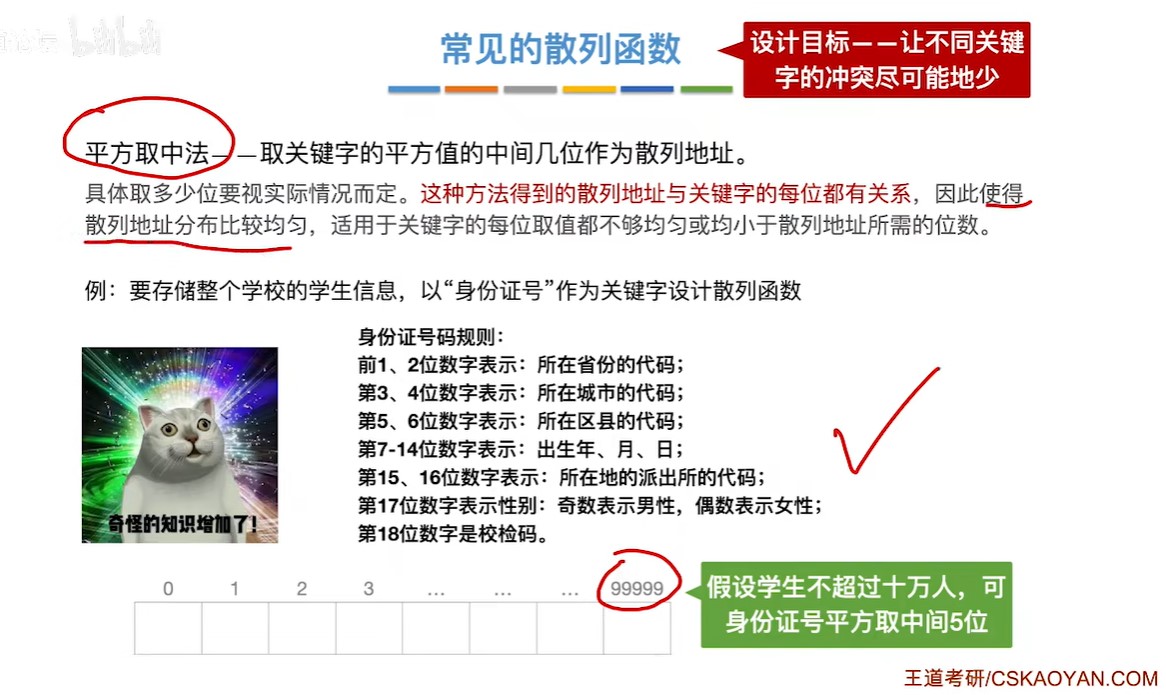 常见的散列函数
设计目标——让不同关键
字的冲突尽可能地少
平方取中法——取关键字的平方值的中间几位作为散列地址。
具体取多少位要视实际情况而定。这种方法得到的散列地址与关键字的每位都有关系，因此使得
散列地址分布比较均匀，适用于关键字的每位取值都不够均匀或均小于散列地址所需的位数。
例：要存储整个学校的学生信息，以“身份证号”作为关键字设计散列函数
身份证号码规则：
前1、2位数字表示：所在省份的代码；
第3、4位数字表示：所在城市的代码；
第5、6位数字表示：所在区县的代码；
第7-14位数字表示：出生年、月、日；
第15、16位数字表示：所在地的派出所的代码；
第17位数字表示性别：奇数表示男性，偶数表示女性；
第18位数字是校检码。
奇怪的知识增加了！
0 1 2 3 … … … 99999
假设学生不超过十万人，可
身份证号平方取中间5位
王道考研/CSKAOYAN.COM